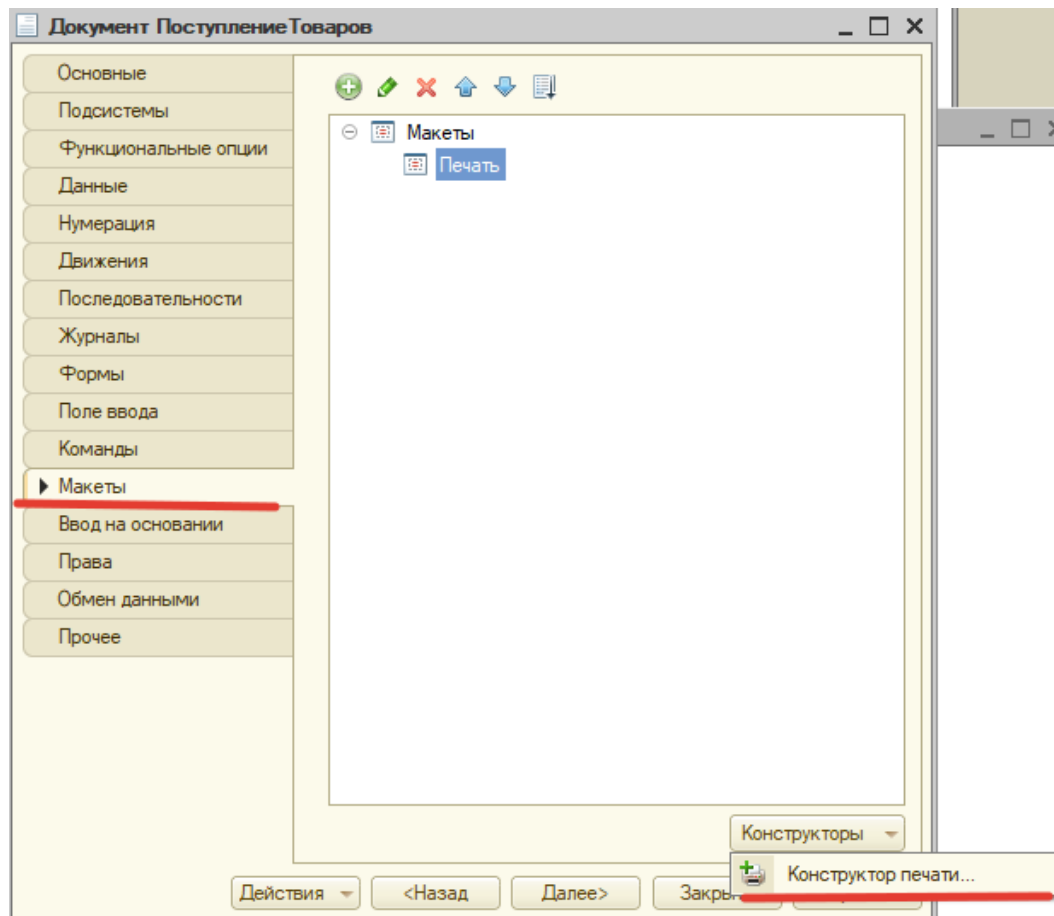 Документ ПоступлениеТоваров
Основные
Подсистемы
Функциональные опции
Данные
Нумерация
Движения
Последовательности
Журналы
Формы
Поле ввода
Команды
Макеты
Ввод на основании
Права
Обмен данными
Прочее
Макеты
Печать
Конструкторы
Конструктор печати...
Действия
<Назад
Далее>